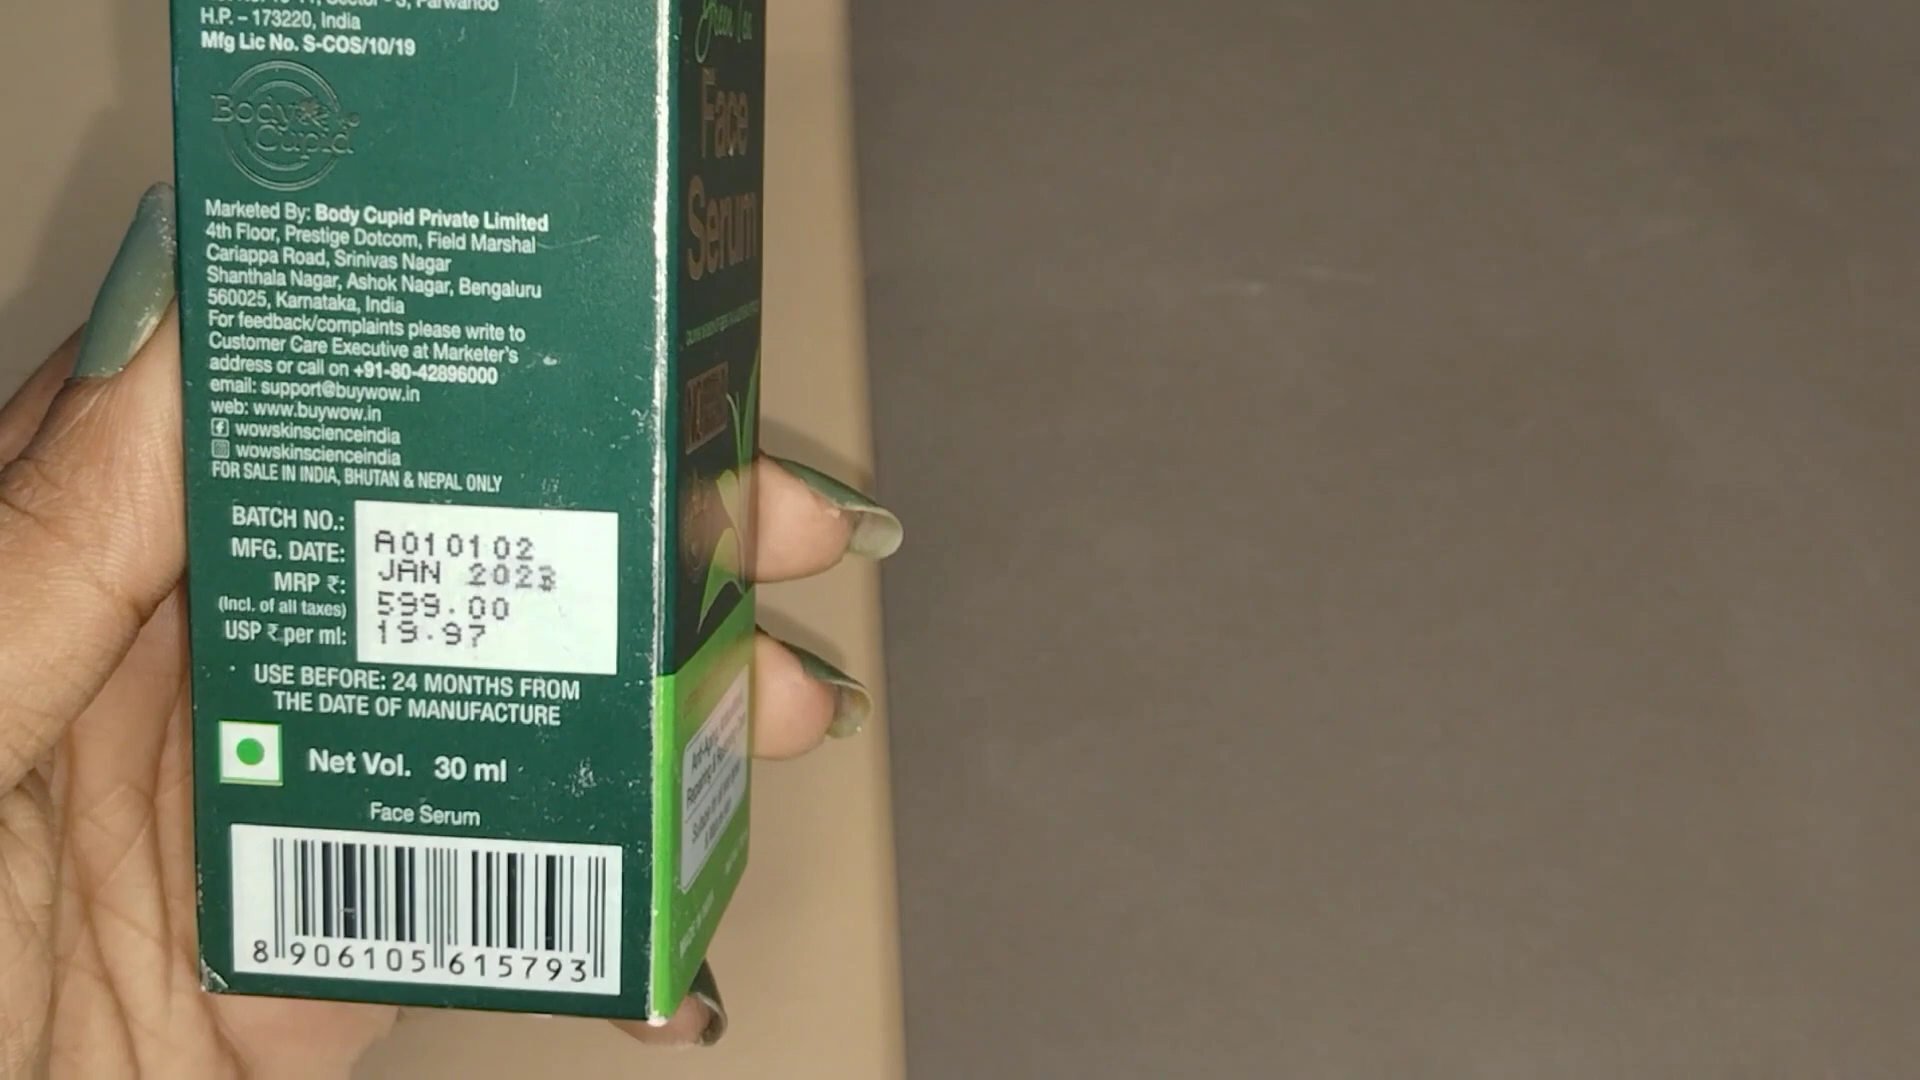 H.P. – 173220, India
Mfg Lic No. S-COS/10/19
Body
Cupid
Marketed By: Body Cupid Private Limited
4th Floor, Prestige Dotcom, Field Marshal
Cariappa Road, Srinivas Nagar
Shanthala Nagar, Ashok Nagar, Bengaluru
560025, Karnataka, India
For feedback/complaints please write to
Customer Care Executive at Marketer's
address or call on +91-80-42896000
email: support@buywow.in
web: www.buywow.in
wowskinscienceindia
wowskinscienceindia
FOR SALE IN INDIA, BHUTAN & NEPAL ONLY
BATCH NO.: A010102
MFG. DATE: JAN 2023
MRP ₹: 599.00
(Incl. of all taxes)
USP ₹ per ml: 19.97
USE BEFORE: 24 MONTHS FROM
THE DATE OF MANUFACTURE
Net Vol. 30 ml
Face Serum
8 906105 615793
Green Tea
Face
Serum